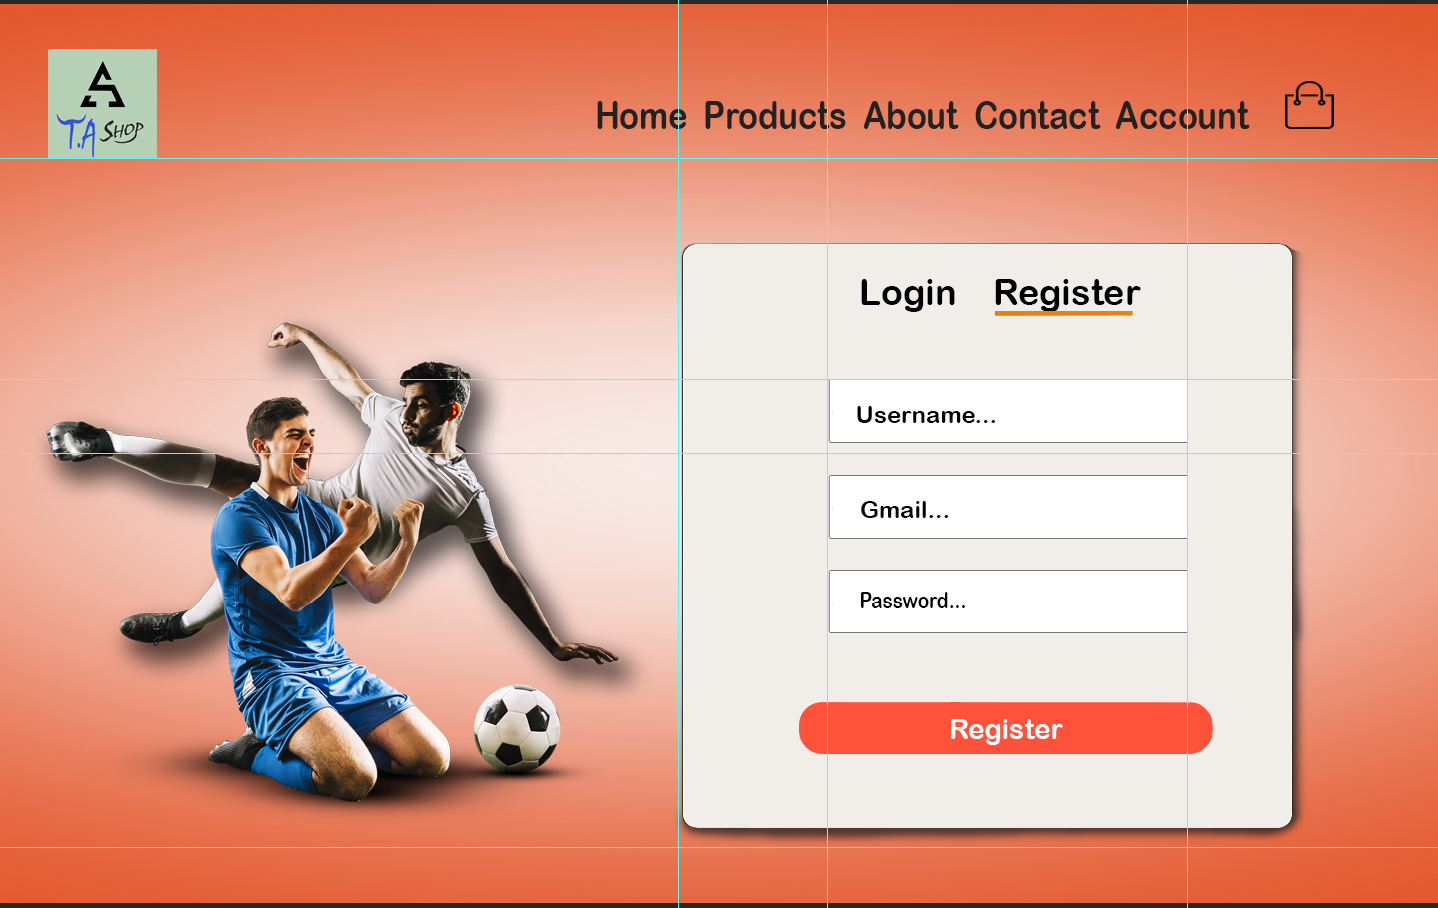 T.A SHOP
Home Products About Contact Account
Login Register
Username...
Gmail...
Password...
Register